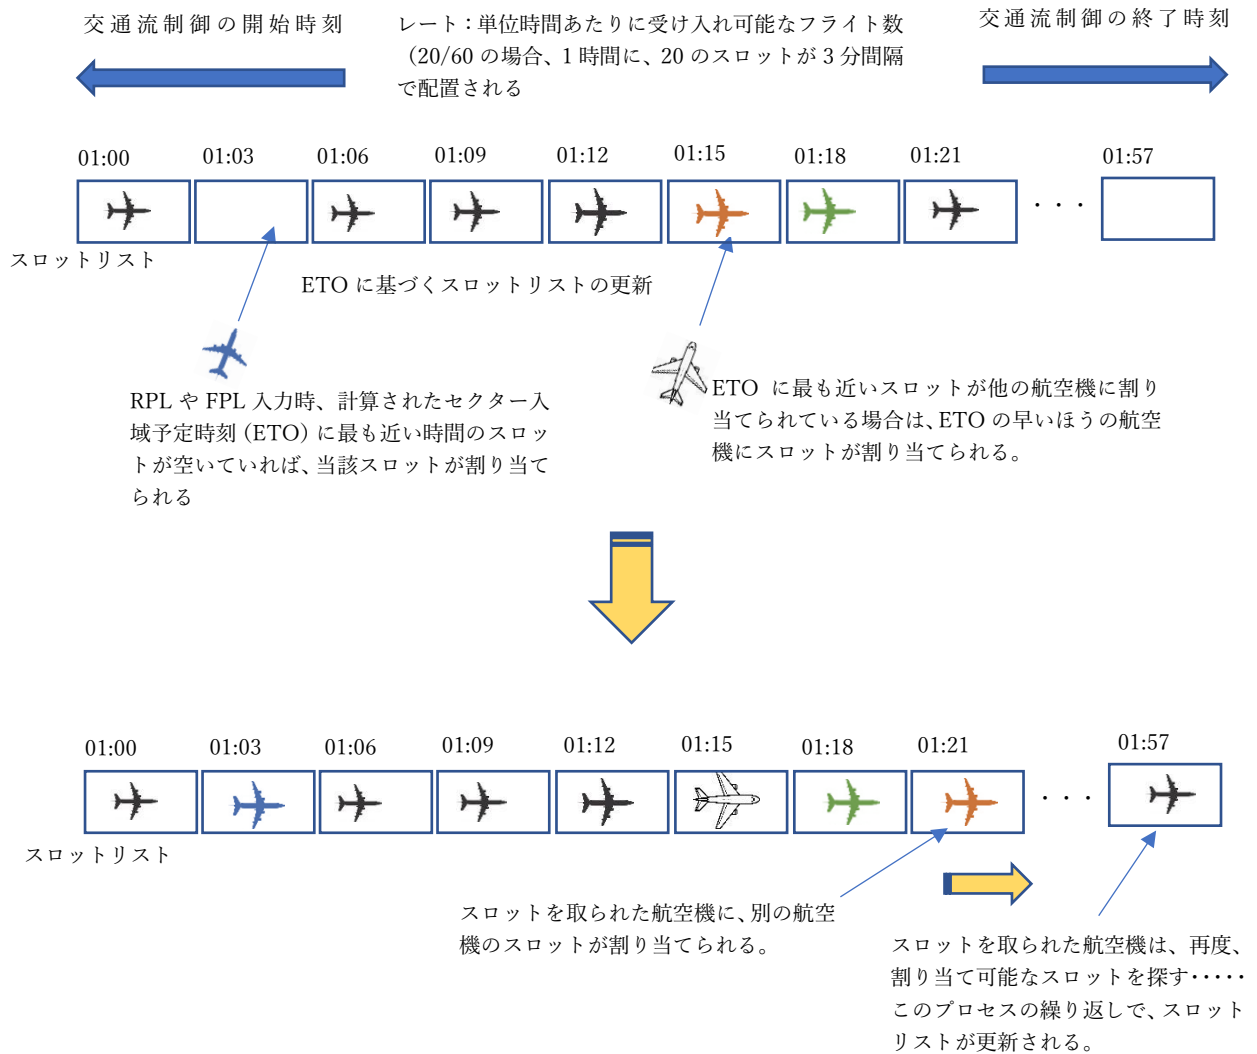 交通流制御の開始時刻
レート：単位時間あたりに受け入れ可能なフライト数
（20/60 の場合、1 時間に、20 のスロットが 3 分間隔
で配置される
交通流制御の終了時刻
01:00 01:03 01:06 01:09 01:12 01:15 01:18 01:21 01:57
・・・
スロットリスト
ETO に基づくスロットリストの更新
RPL や FPL 入力時、計算されたセクター入
域予定時刻（ETO）に最も近い時間のスロッ
トが空いていれば、当該スロットが割り当て
られる
ETO に最も近いスロットが他の航空機に割り
当てられている場合は、ETO の早いほうの航空
機にスロットが割り当てられる。
01:00 01:03 01:06 01:09 01:12 01:15 01:18 01:21 01:57
・・・
スロットリスト
スロットを取られた航空機に、別の航空
機のスロットが割り当てられる。
スロットを取られた航空機は、再度、
割り当て可能なスロットを探す・・・・・
このプロセスの繰り返しで、スロット
リストが更新される。